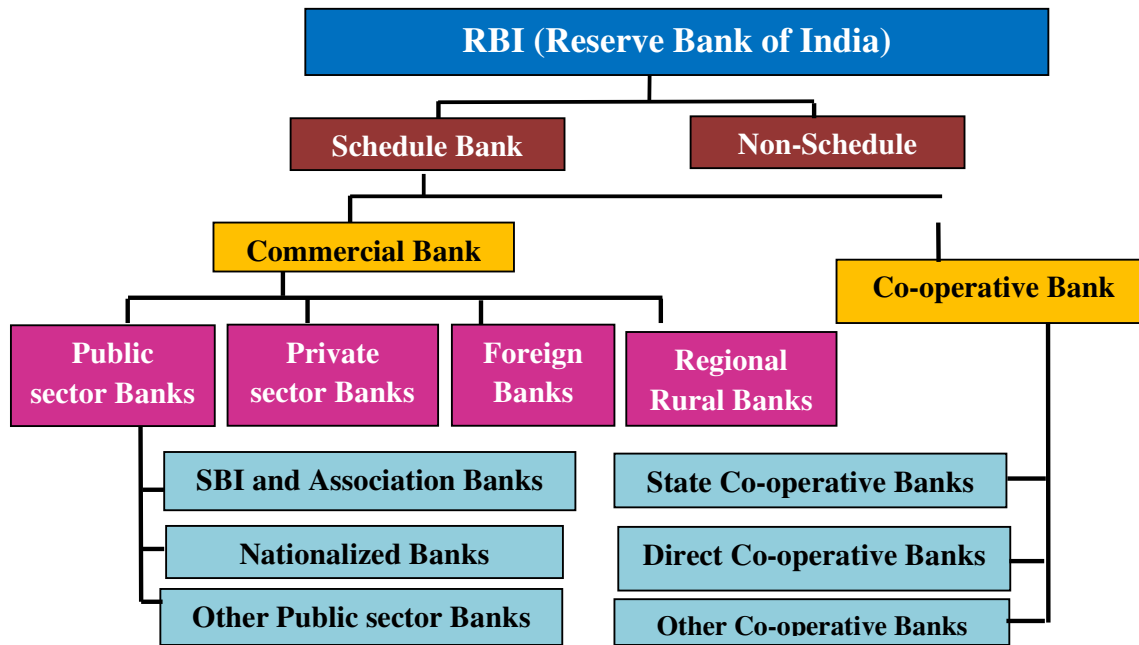 RBI (Reserve Bank of India)
Schedule Bank
Non-Schedule
Commercial Bank
Co-operative Bank
Public
sector Banks
Private
sector Banks
Foreign
Banks
Regional
Rural Banks
SBI and Association Banks
Nationalized Banks
Other Public sector Banks
State Co-operative Banks
Direct Co-operative Banks
Other Co-operative Banks